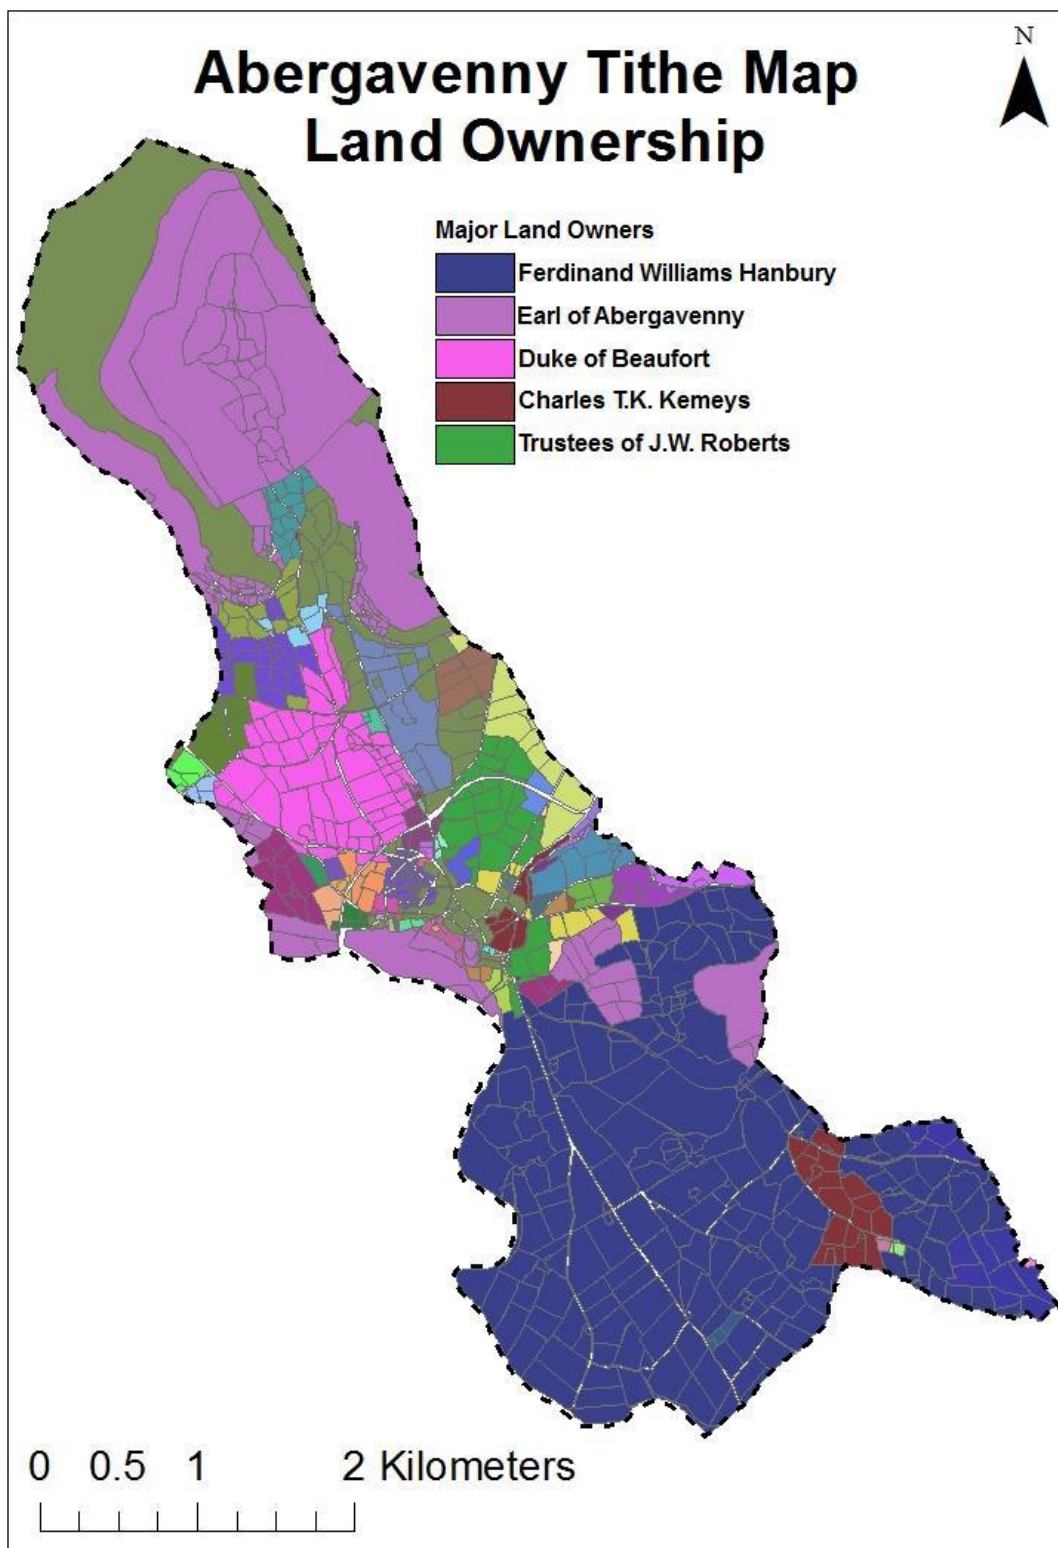 Abergavenny Tithe Map
Land Ownership
N
Major Land Owners
Ferdinand Williams Hanbury
Earl of Abergavenny
Duke of Beaufort
Charles T.K. Kemeys
Trustees of J.W. Roberts
0 0.5 1 2 Kilometers